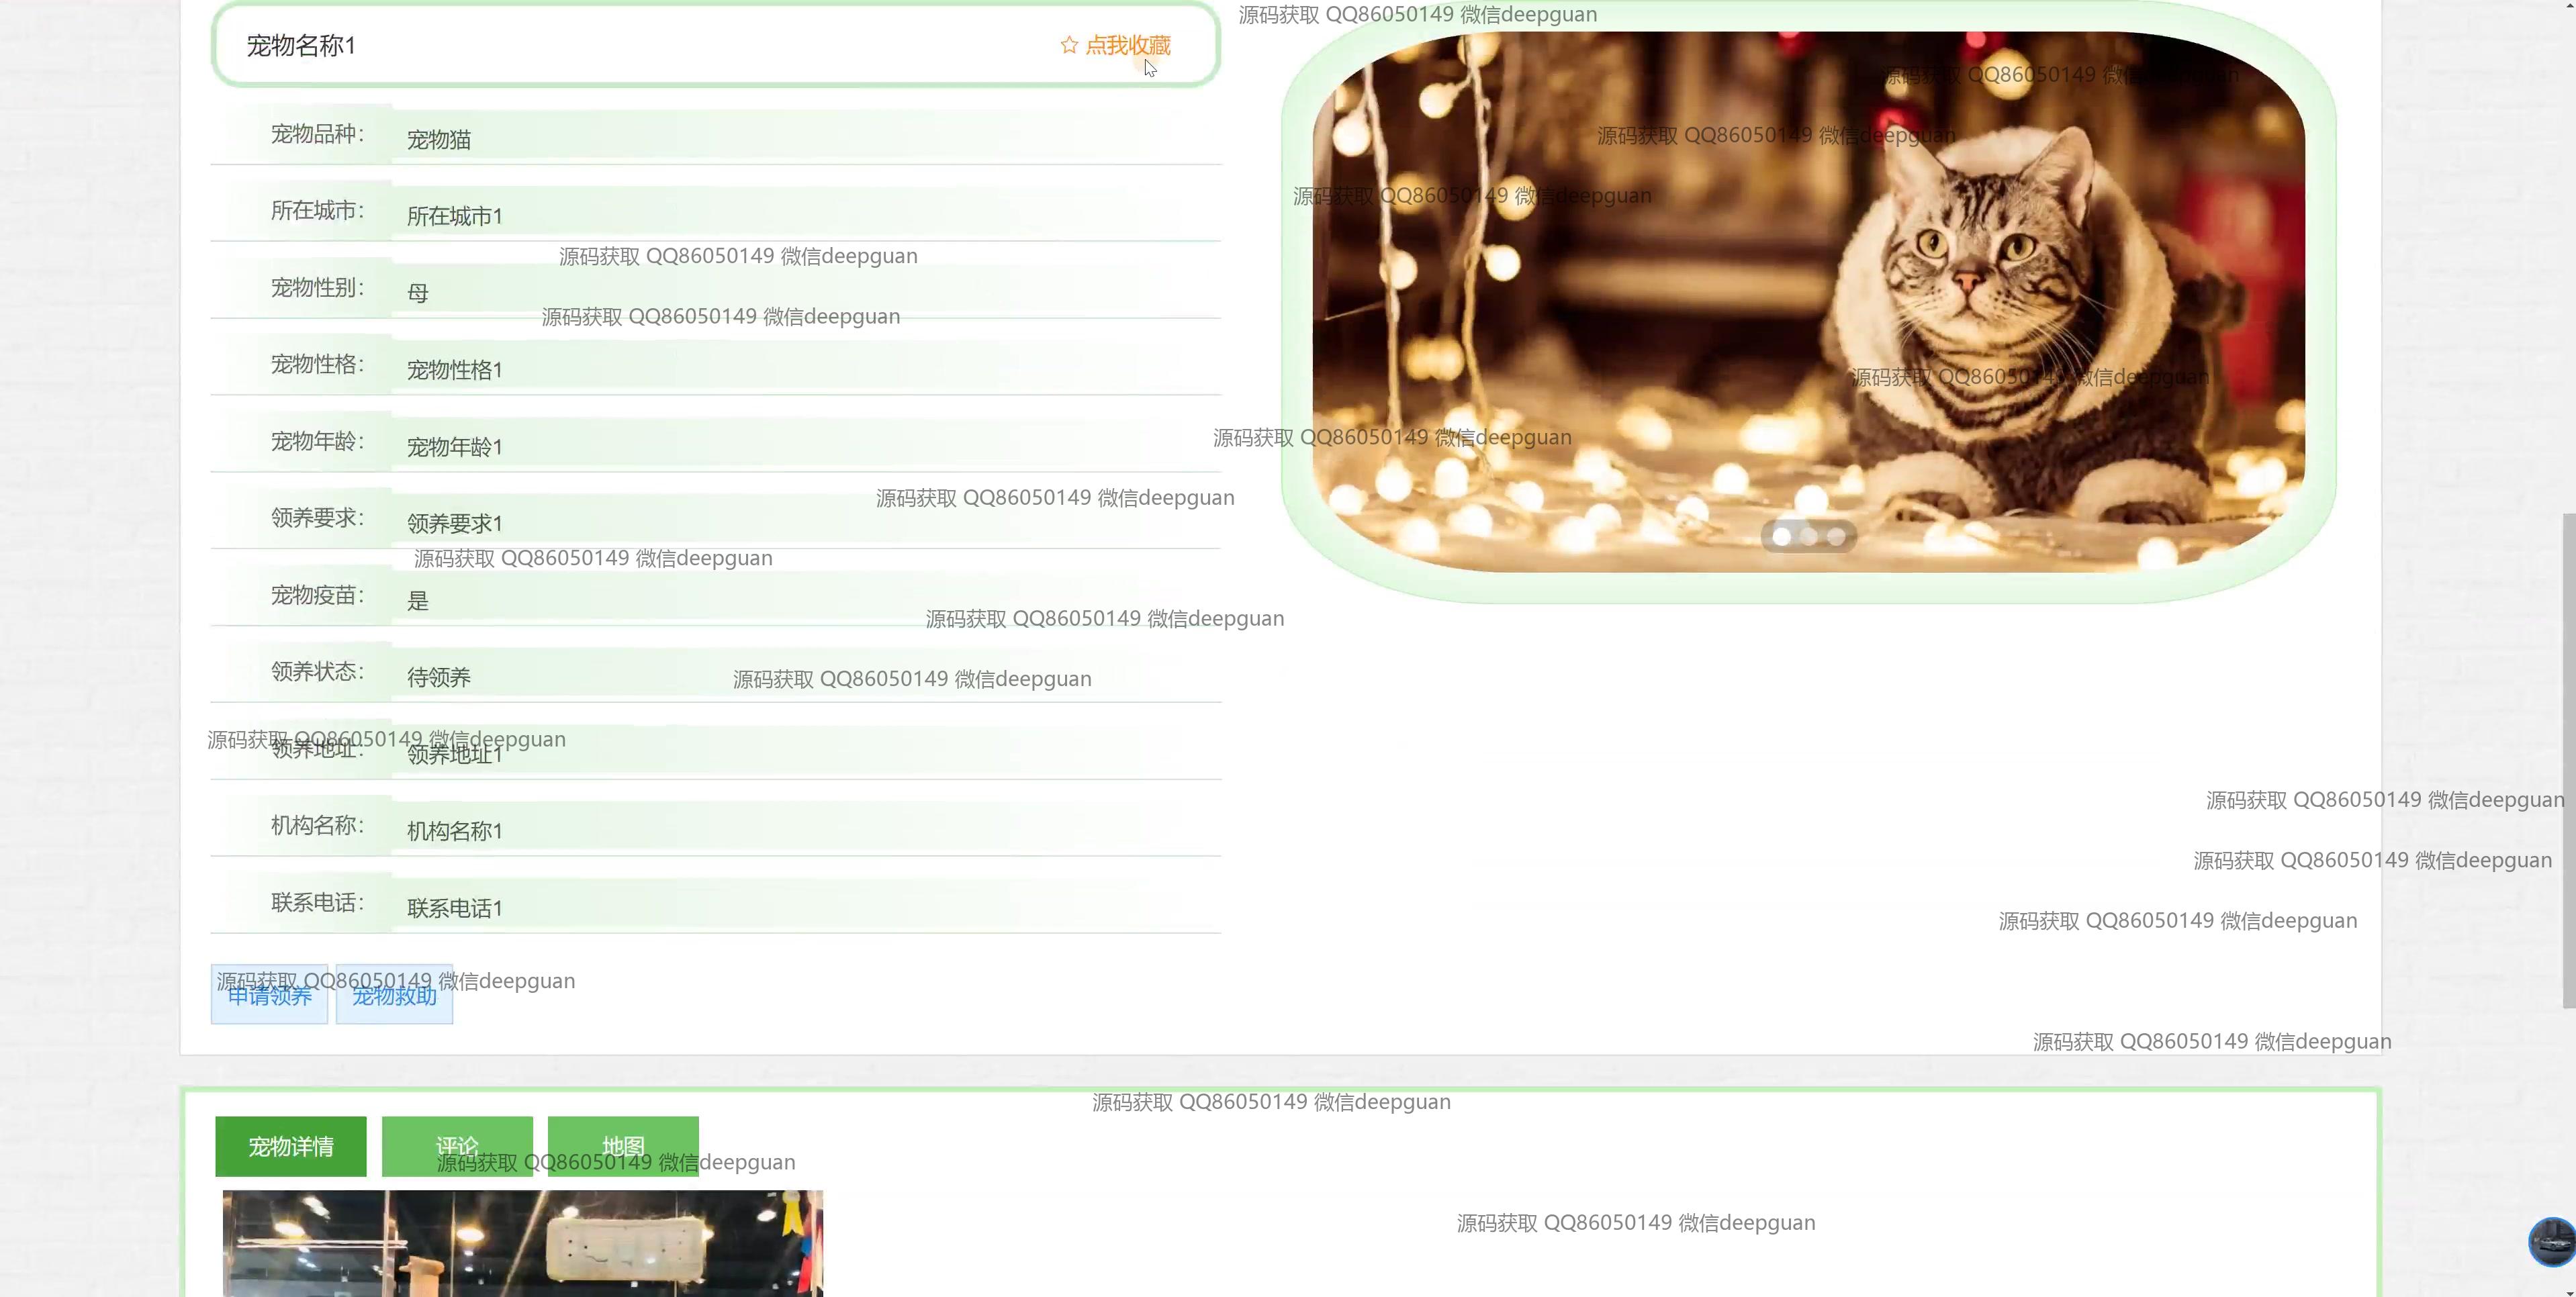 源码获取 QQ86050149 微信deepguan
宠物名称1
☆ 点我收藏
源码获取 QQ86050149 微信deepguan
宠物品种： 宠物猫
源码获取 QQ86050149 微信deepguan
源码获取 QQ86050149 微信deepguan
所在城市： 所在城市1
源码获取 QQ86050149 微信deepguan
宠物性别： 母
源码获取 QQ86050149 微信deepguan
宠物性格： 宠物性格1
源码获取 QQ86050149 微信deepguan
宠物年龄： 宠物年龄1
源码获取 QQ86050149 微信deepguan
源码获取 QQ86050149 微信deepguan
领养要求： 领养要求1
源码获取 QQ86050149 微信deepguan
宠物疫苗： 是
源码获取 QQ86050149 微信deepguan
领养状态： 待领养
源码获取 QQ86050149 微信deepguan
源码获取 QQ86050149 微信deepguan
领养地址： 领养地址1
源码获取 QQ86050149 微信deepguan
机构名称： 机构名称1
源码获取 QQ86050149 微信deepguan
联系电话： 联系电话1
源码获取 QQ86050149 微信deepguan
源码获取 QQ86050149 微信deepguan
申请领养 宠物救助
源码获取 QQ86050149 微信deepguan
源码获取 QQ86050149 微信deepguan
宠物详情 评论 地图
源码获取 QQ86050149 微信deepguan
源码获取 QQ86050149 微信deepguan